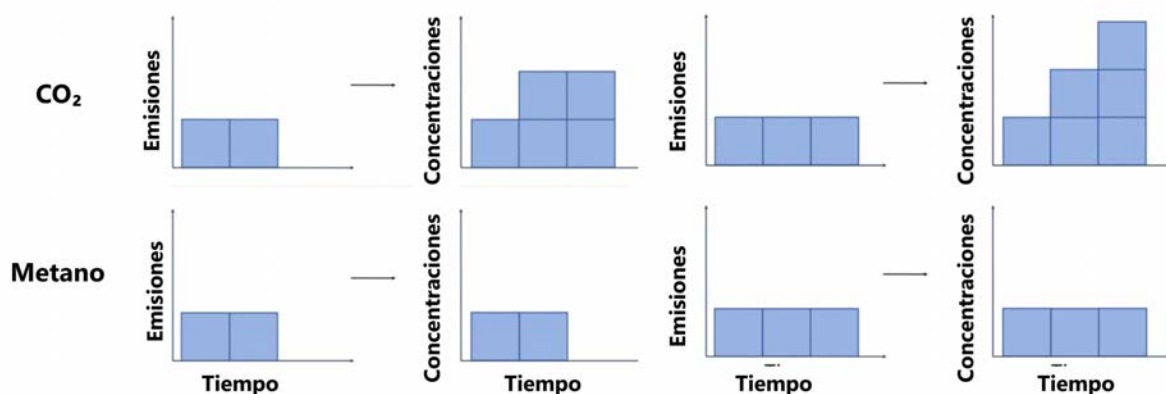 CO₂
Emisiones
Concentraciones
Emisiones
Concentraciones
Metano
Emisiones
Concentraciones
Emisiones
Concentraciones
Tiempo
Tiempo
Tiempo
Tiempo